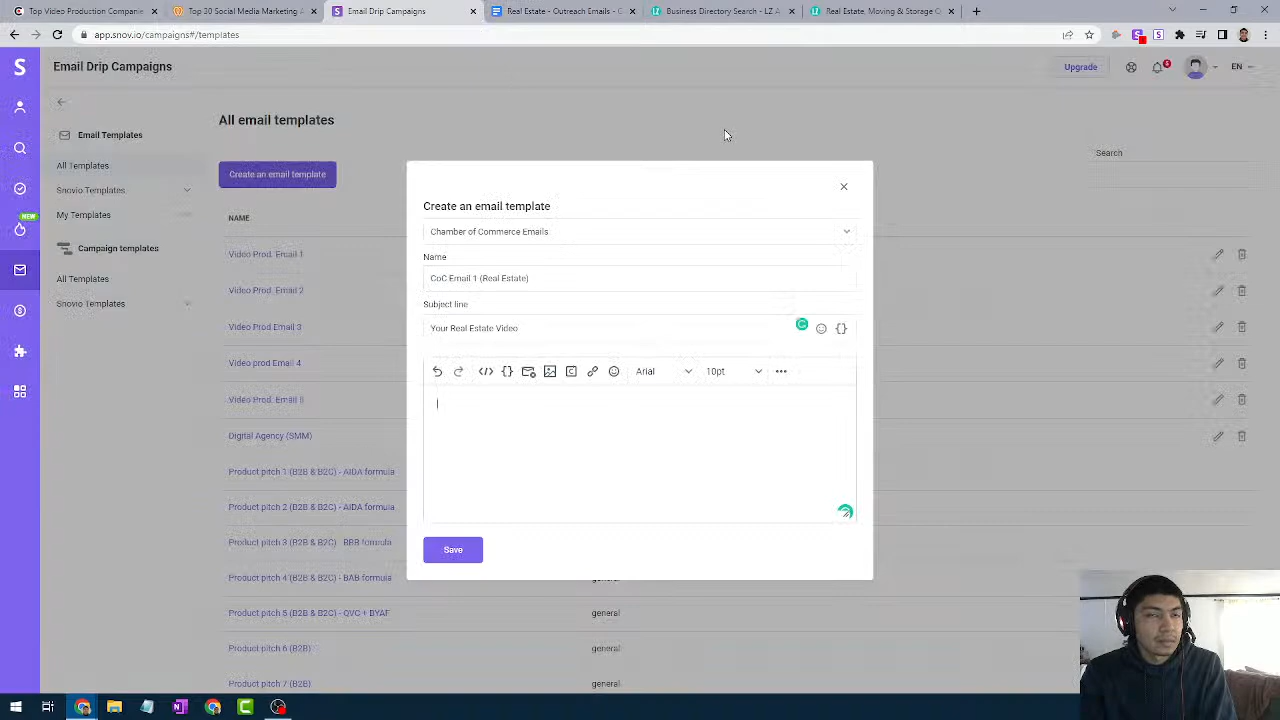 Top Video Production Companie
Top 30 Social Media Marketing A
Email Drip Campaigns
Real Estate - Outreach Emails - G
Business Directory Search - LZ A
Real Estate, Moving & Storage
app.snov.io/campaigns#/templates
S
Email Drip Campaigns
Upgrade
5
EN
Email Templates
All Templates
Snovio Templates
My Templates
Campaign templates
All Templates
Snovio Templates
NEW
All email templates
Search
Create an email template
NAME
Video Prod. Email 1
Video Prod. Email 2
Video Prod Email 3
Video prod Email 4
Video Prod. Email 5
Digital Agency (SMM)
Product pitch 1 (B2B & B2C) - AIDA formula
Product pitch 2 (B2B & B2C) - AIDA formula
Product pitch 3 (B2B & B2C) - BBB formula
Product pitch 4 (B2B & B2C) - BAB formula
Product pitch 5 (B2B & B2C) - QVC + BYAF
general
Product pitch 6 (B2B)
general
Product pitch 7 (B2B)
general
Create an email template
Chamber of Commerce Emails
Name
CoC Email 1 (Real Estate)
Subject line
Your Real Estate Video
Arial
10pt
Save